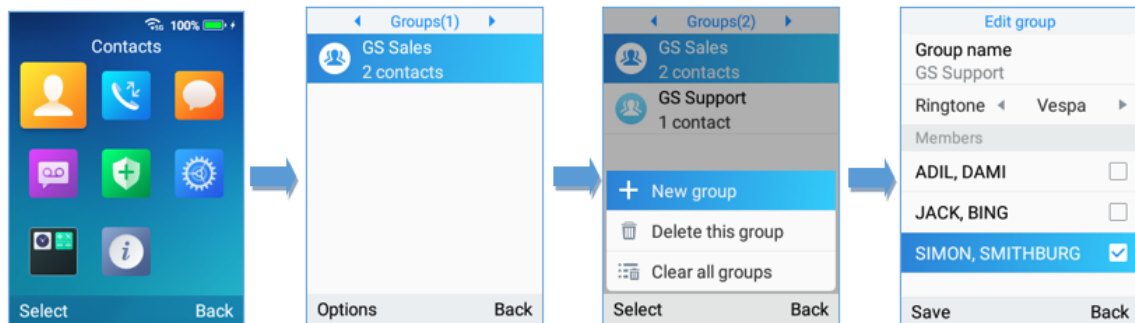 5G 100%
Contacts
Select Back
Groups(1)
GS Sales
2 contacts
Options Back
Groups(2)
GS Sales
2 contacts
GS Support
1 contact
New group
Delete this group
Clear all groups
Select Back
Edit group
Group name
GS Support
Ringtone Vespa
Members
ADIL, DAMI
JACK, BING
SIMON, SMITHBURG
Save Back